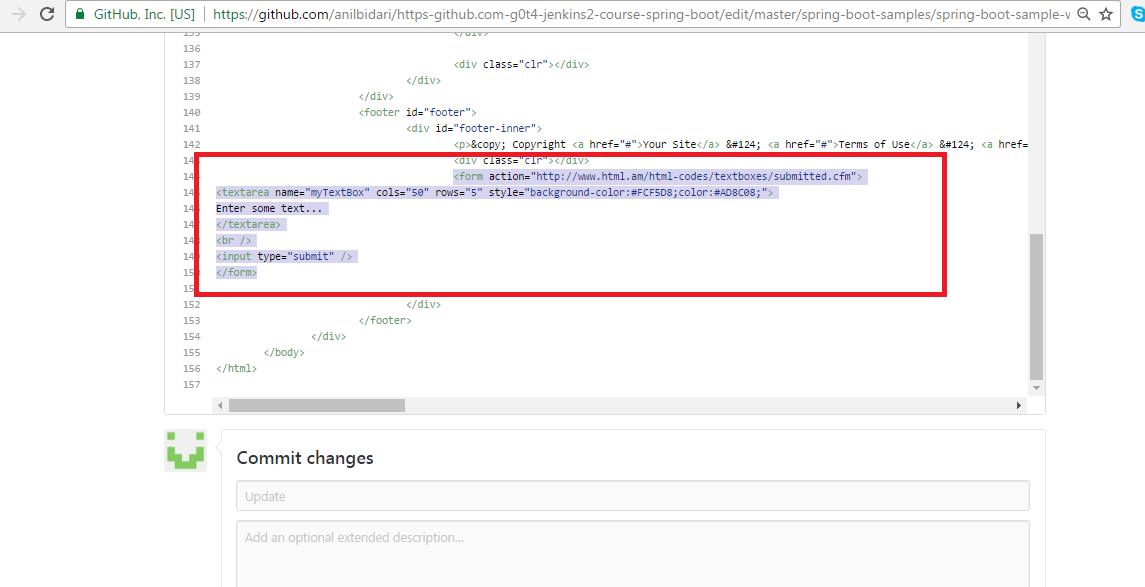 GitHub, Inc. [US] https://github.com/anilbidari/https-github.com-g0t4-jenkins2-course-spring-boot/edit/master/spring-boot-samples/spring-boot-sample-
136
137 <div class="clr"></div>
138 </div>
139 </div>
140 <footer id="footer">
141 <div id="footer-inner">
142 <p>&copy; Copyright <a href="#">Your Site</a> &#124; <a href="#">Terms of Use</a> &#124; <a href=
<div class="clr"></div>
<form action="http://www.html.am/html-codes/textboxes/submitted.cfm">
<textarea name="myTextBox" cols="50" rows="5" style="background-color:#FCF5D8;color:#AD8C08;">
Enter some text...
</textarea>
<br />
<input type="submit" />
</form>
152 </div>
153 </footer>
154 </div>
155 </body>
156 </html>
157
Commit changes
Update
Add an optional extended description...